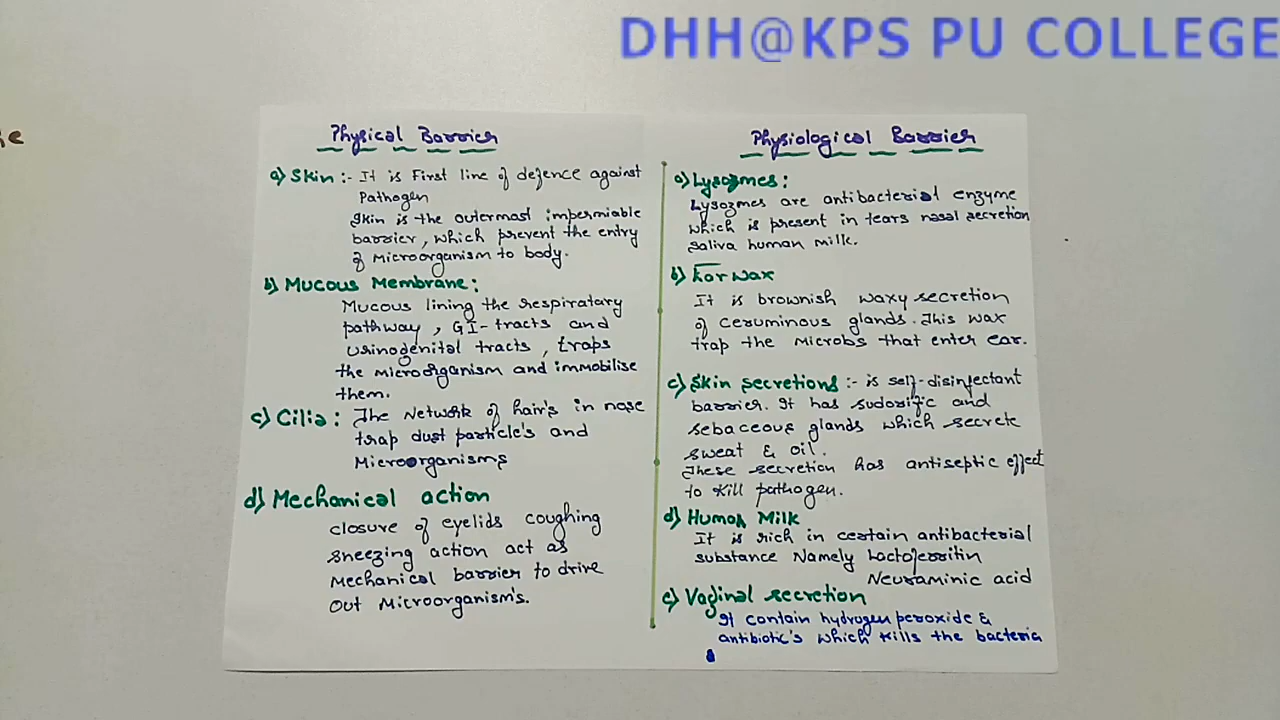 DHH@KPS PU COLLEGE
Physical Barrier
a) Skin :- It is First line of defence against
Pathogen
Skin is the outermost impermiable
barrier, which prevent the entry
of Microorganism to body.
b) Mucous Membrane:
Mucous lining the respiratary
pathway, GI-tracts and
urinogenital tracts, traps
the microorganism and immobilise
them.
c) Cilia: The Network of hair's in nose
trap dust particle's and
Microorganisms
d) Mechanical action
closure of eyelids coughing
sneezing action act as
Mechanical barrier to drive
Out Microorganism's.
Physiological Barrier
a) Lysozmes:
Lysozmes are antibacterial enzyme
which is present in tears nasal secretion
Saliva human milk.
b) Ear wax
It is brownish waxy secretion
of ceruminous glands. This wax
trap the microbs that enter ear.
c) Skin secretions :- is self-disinfectant
barrier. It has sudorific and
sebaceous glands which secrete
sweat & oil.
These secretion has antiseptic effect
to kill pathogen.
d) Human Milk
It is rich in certain antibacterial
substance Namely Lactoferritin
Neuraminic acid
e) Vaginal secretion
It contain hydrogen peroxide &
antibiotic's which kills the bacteria